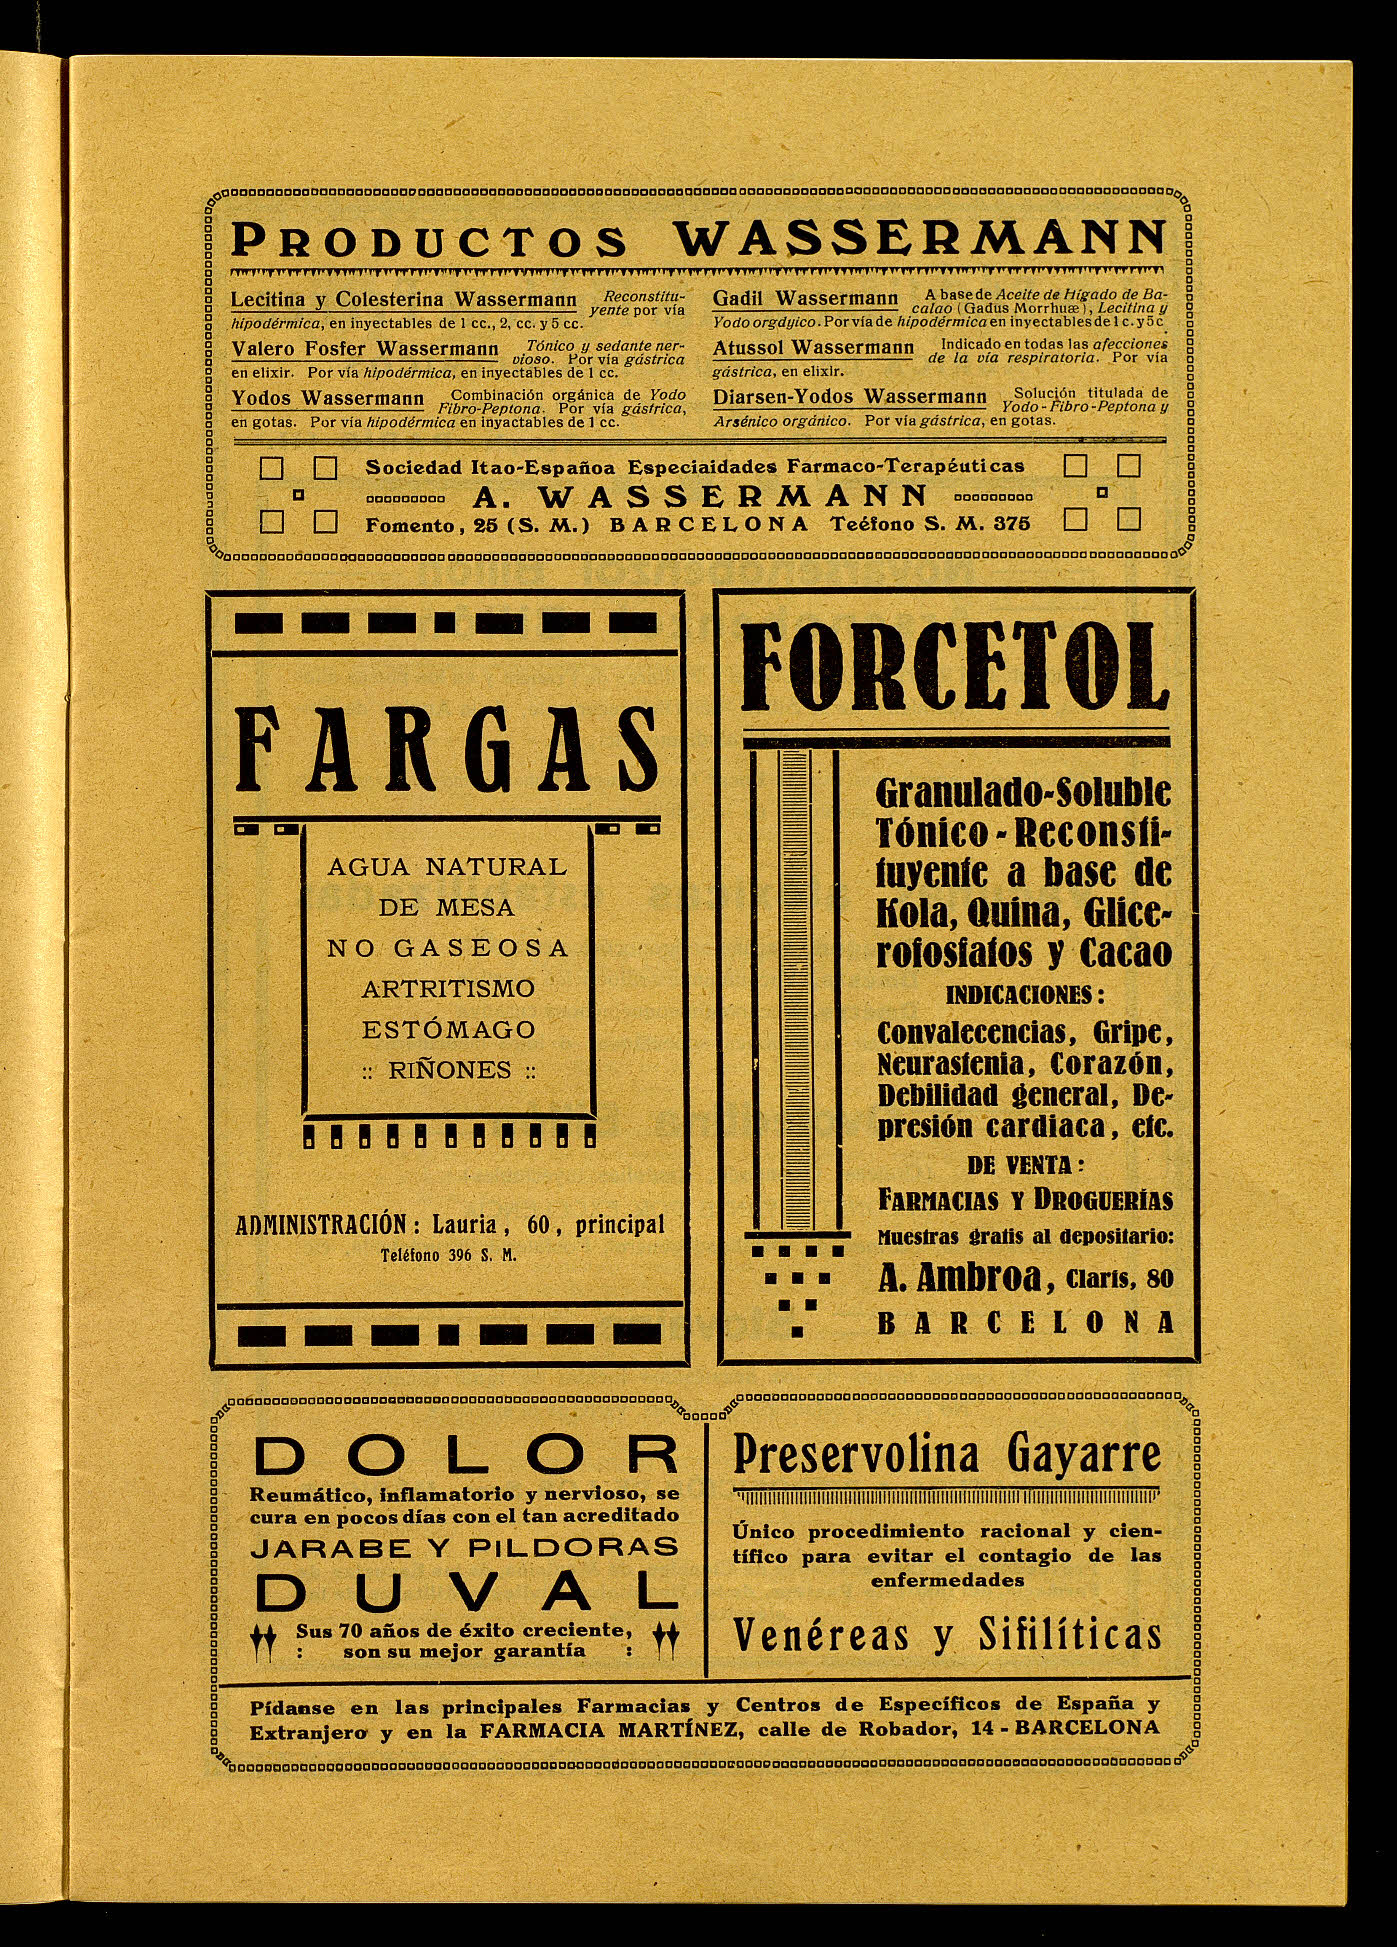 PRODUCTOS WASSERMANN
Lecitina y Colesterina Wassermann Reconstitu-
yente por vía
hipodérmica, en inyectables de 1 cc., 2, cc. y 5 cc.
Valero Fosfer Wassermann Tónico y sedante ner-
vioso. Por vía gástrica
en elixir. Por vía hipodérmica, en inyectables de 1 cc.
Yodos Wassermann Combinación orgánica de Yodo
Fibro-Peptona. Por vía gástrica,
en gotas. Por vía hipodérmica en inyactables de 1 cc.
Gadil Wassermann A base de Aceite de Hígado de Ba-
calao (Gadus Morrhuæ), Lecitina y
Yodo orgdyico. Por vía de hipodérmica en inyectables de 1 c. y 5 c.
Atussol Wassermann Indicado en todas las afecciones
de la vía respiratoria. Por vía
gástrica, en elixir.
Diarsen-Yodos Wassermann Solución titulada de
Yodo-Fibro-Peptona y
Arsénico orgánico. Por vía gástrica, en gotas.
Sociedad Itao-Españoa Especiaidades Farmaco-Terapéuticas
A. WASSERMANN
Fomento, 25 (S. M.) BARCELONA Teéfono S. M. 375
FARGAS
AGUA NATURAL
DE MESA
NO GASEOSA
ARTRITISMO
ESTÓMAGO
:: RIÑONES ::
ADMINISTRACIÓN: Lauria, 60, principal
Teléfono 396 S. M.
FORCETOL
Granulado-Soluble
Tónico-Reconsti-
tuyente a base de
Kola, Quina, Glice-
rofosfatos y Cacao
INDICACIONES:
Convalecencias, Gripe,
Neurastenia, Corazón,
Debilidad general, De-
presión cardiaca, etc.
DE VENTA:
FARMACIAS Y DROGUERÍAS
Muestras gratis al depositario:
A. Ambroa, Claris, 80
BARCELONA
DOLOR
Reumático, inflamatorio y nervioso, se
cura en pocos días con el tan acreditado
JARABE Y PILDORAS
DUVAL
Sus 70 años de éxito creciente,
: son su mejor garantía :
Preservolina Gayarre
Único procedimiento racional y cien-
tífico para evitar el contagio de las
enfermedades
Venéreas y Sifilíticas
Pídanse en las principales Farmacias y Centros de Específicos de España y
Extranjero y en la FARMACIA MARTÍNEZ, calle de Robador, 14 - BARCELONA